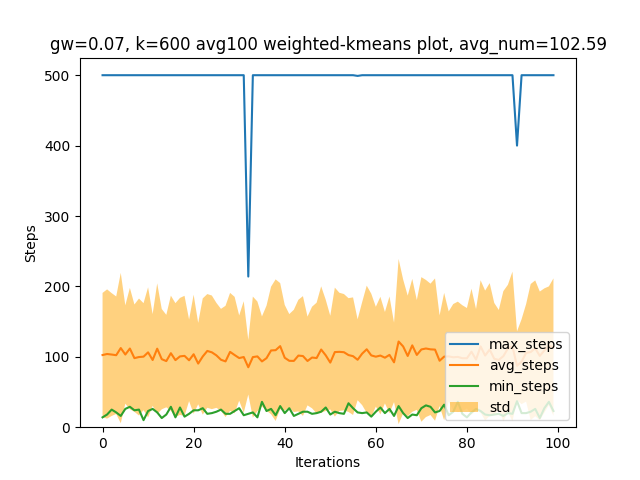 gw=0.07, k=600 avg100 weighted-kmeans plot, avg_num=102.59
500
400
300
200
100
0
Steps
0
20
40
60
80
100
Iterations
max_steps
avg_steps
min_steps
std